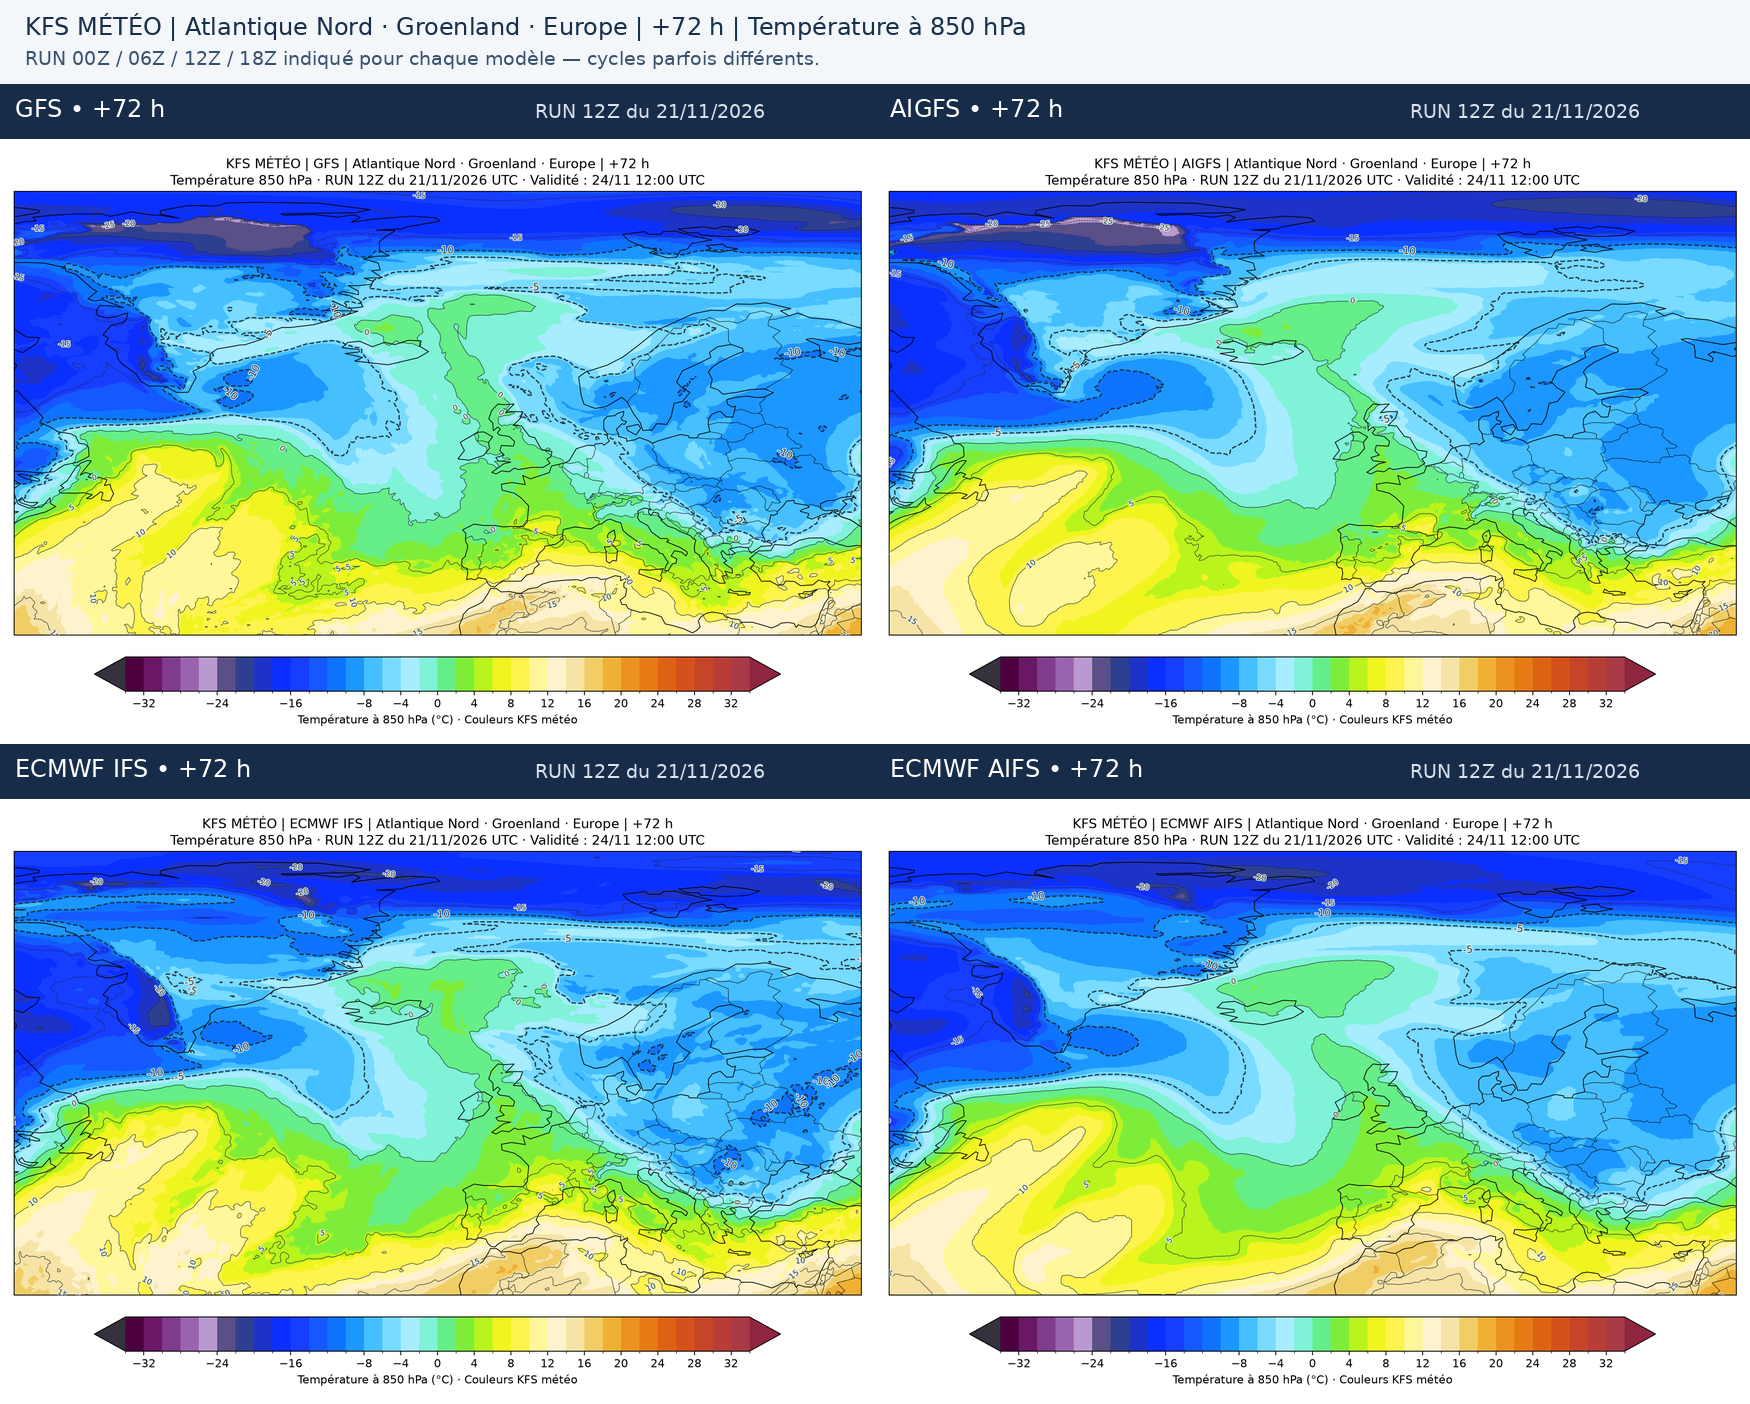 KFS MÉTÉO | Atlantique Nord · Groenland · Europe | +72 h | Température à 850 hPa
RUN 00Z / 06Z / 12Z / 18Z indiqué pour chaque modèle — cycles parfois différents.
GFS • +72 h
RUN 12Z du 21/11/2026
AIGFS • +72 h
RUN 12Z du 21/11/2026
KFS MÉTÉO | GFS | Atlantique Nord · Groenland · Europe | +72 h
Température 850 hPa · RUN 12Z du 21/11/2026 UTC · Validité : 24/11 12:00 UTC
KFS MÉTÉO | AIGFS | Atlantique Nord · Groenland · Europe | +72 h
Température 850 hPa · RUN 12Z du 21/11/2026 UTC · Validité : 24/11 12:00 UTC
−32 −24 −16 −8 −4 0 4 8 12 16 20 24 28 32
Température à 850 hPa (°C) · Couleurs KFS météo
−32 −24 −16 −8 −4 0 4 8 12 16 20 24 28 32
Température à 850 hPa (°C) · Couleurs KFS météo
ECMWF IFS • +72 h
RUN 12Z du 21/11/2026
ECMWF AIFS • +72 h
RUN 12Z du 21/11/2026
KFS MÉTÉO | ECMWF IFS | Atlantique Nord · Groenland · Europe | +72 h
Température 850 hPa · RUN 12Z du 21/11/2026 UTC · Validité : 24/11 12:00 UTC
KFS MÉTÉO | ECMWF AIFS | Atlantique Nord · Groenland · Europe | +72 h
Température 850 hPa · RUN 12Z du 21/11/2026 UTC · Validité : 24/11 12:00 UTC
−32 −24 −16 −8 −4 0 4 8 12 16 20 24 28 32
Température à 850 hPa (°C) · Couleurs KFS météo
−32 −24 −16 −8 −4 0 4 8 12 16 20 24 28 32
Température à 850 hPa (°C) · Couleurs KFS météo